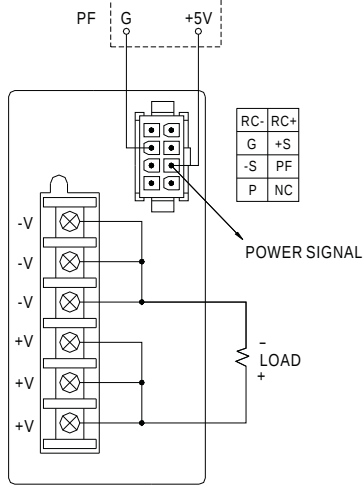 PF G +5V
RC- RC+
G +S
-S PF
P NC
POWER SIGNAL
-V
-V
-V
+V
+V
+V
-
LOAD
+